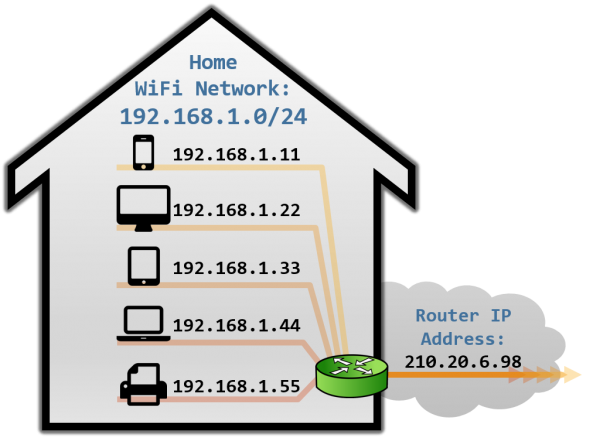 Home
WiFi Network:
192.168.1.0/24
192.168.1.11
192.168.1.22
192.168.1.33
192.168.1.44
192.168.1.55
Router IP
Address:
210.20.6.98